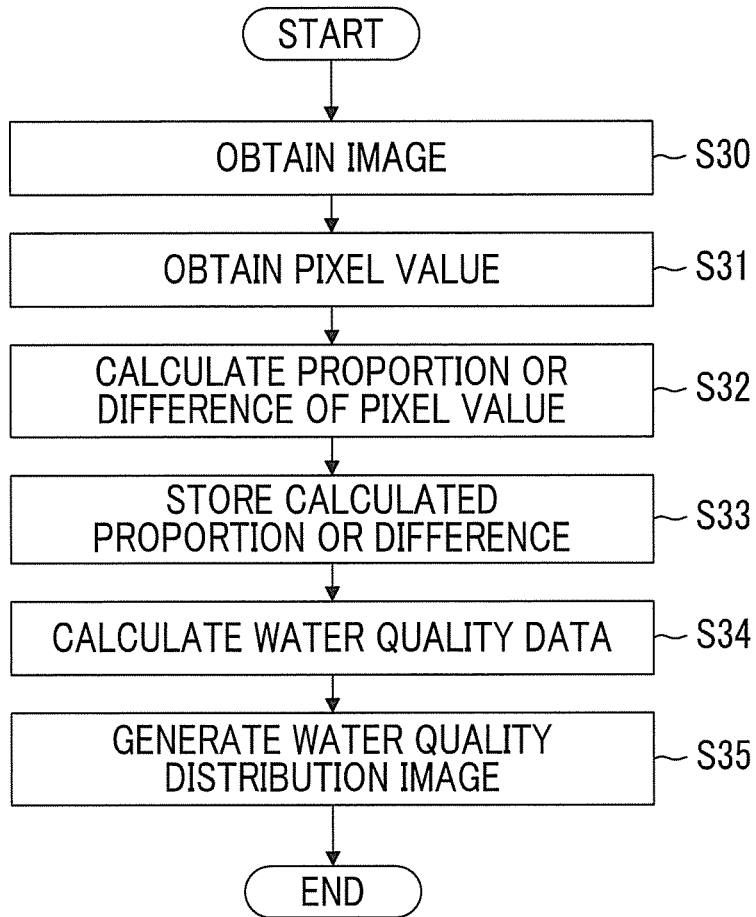 START
OBTAIN IMAGE
S30
OBTAIN PIXEL VALUE
S31
CALCULATE PROPORTION OR
DIFFERENCE OF PIXEL VALUE
S32
STORE CALCULATED
PROPORTION OR DIFFERENCE
S33
CALCULATE WATER QUALITY DATA
S34
GENERATE WATER QUALITY
DISTRIBUTION IMAGE
S35
END